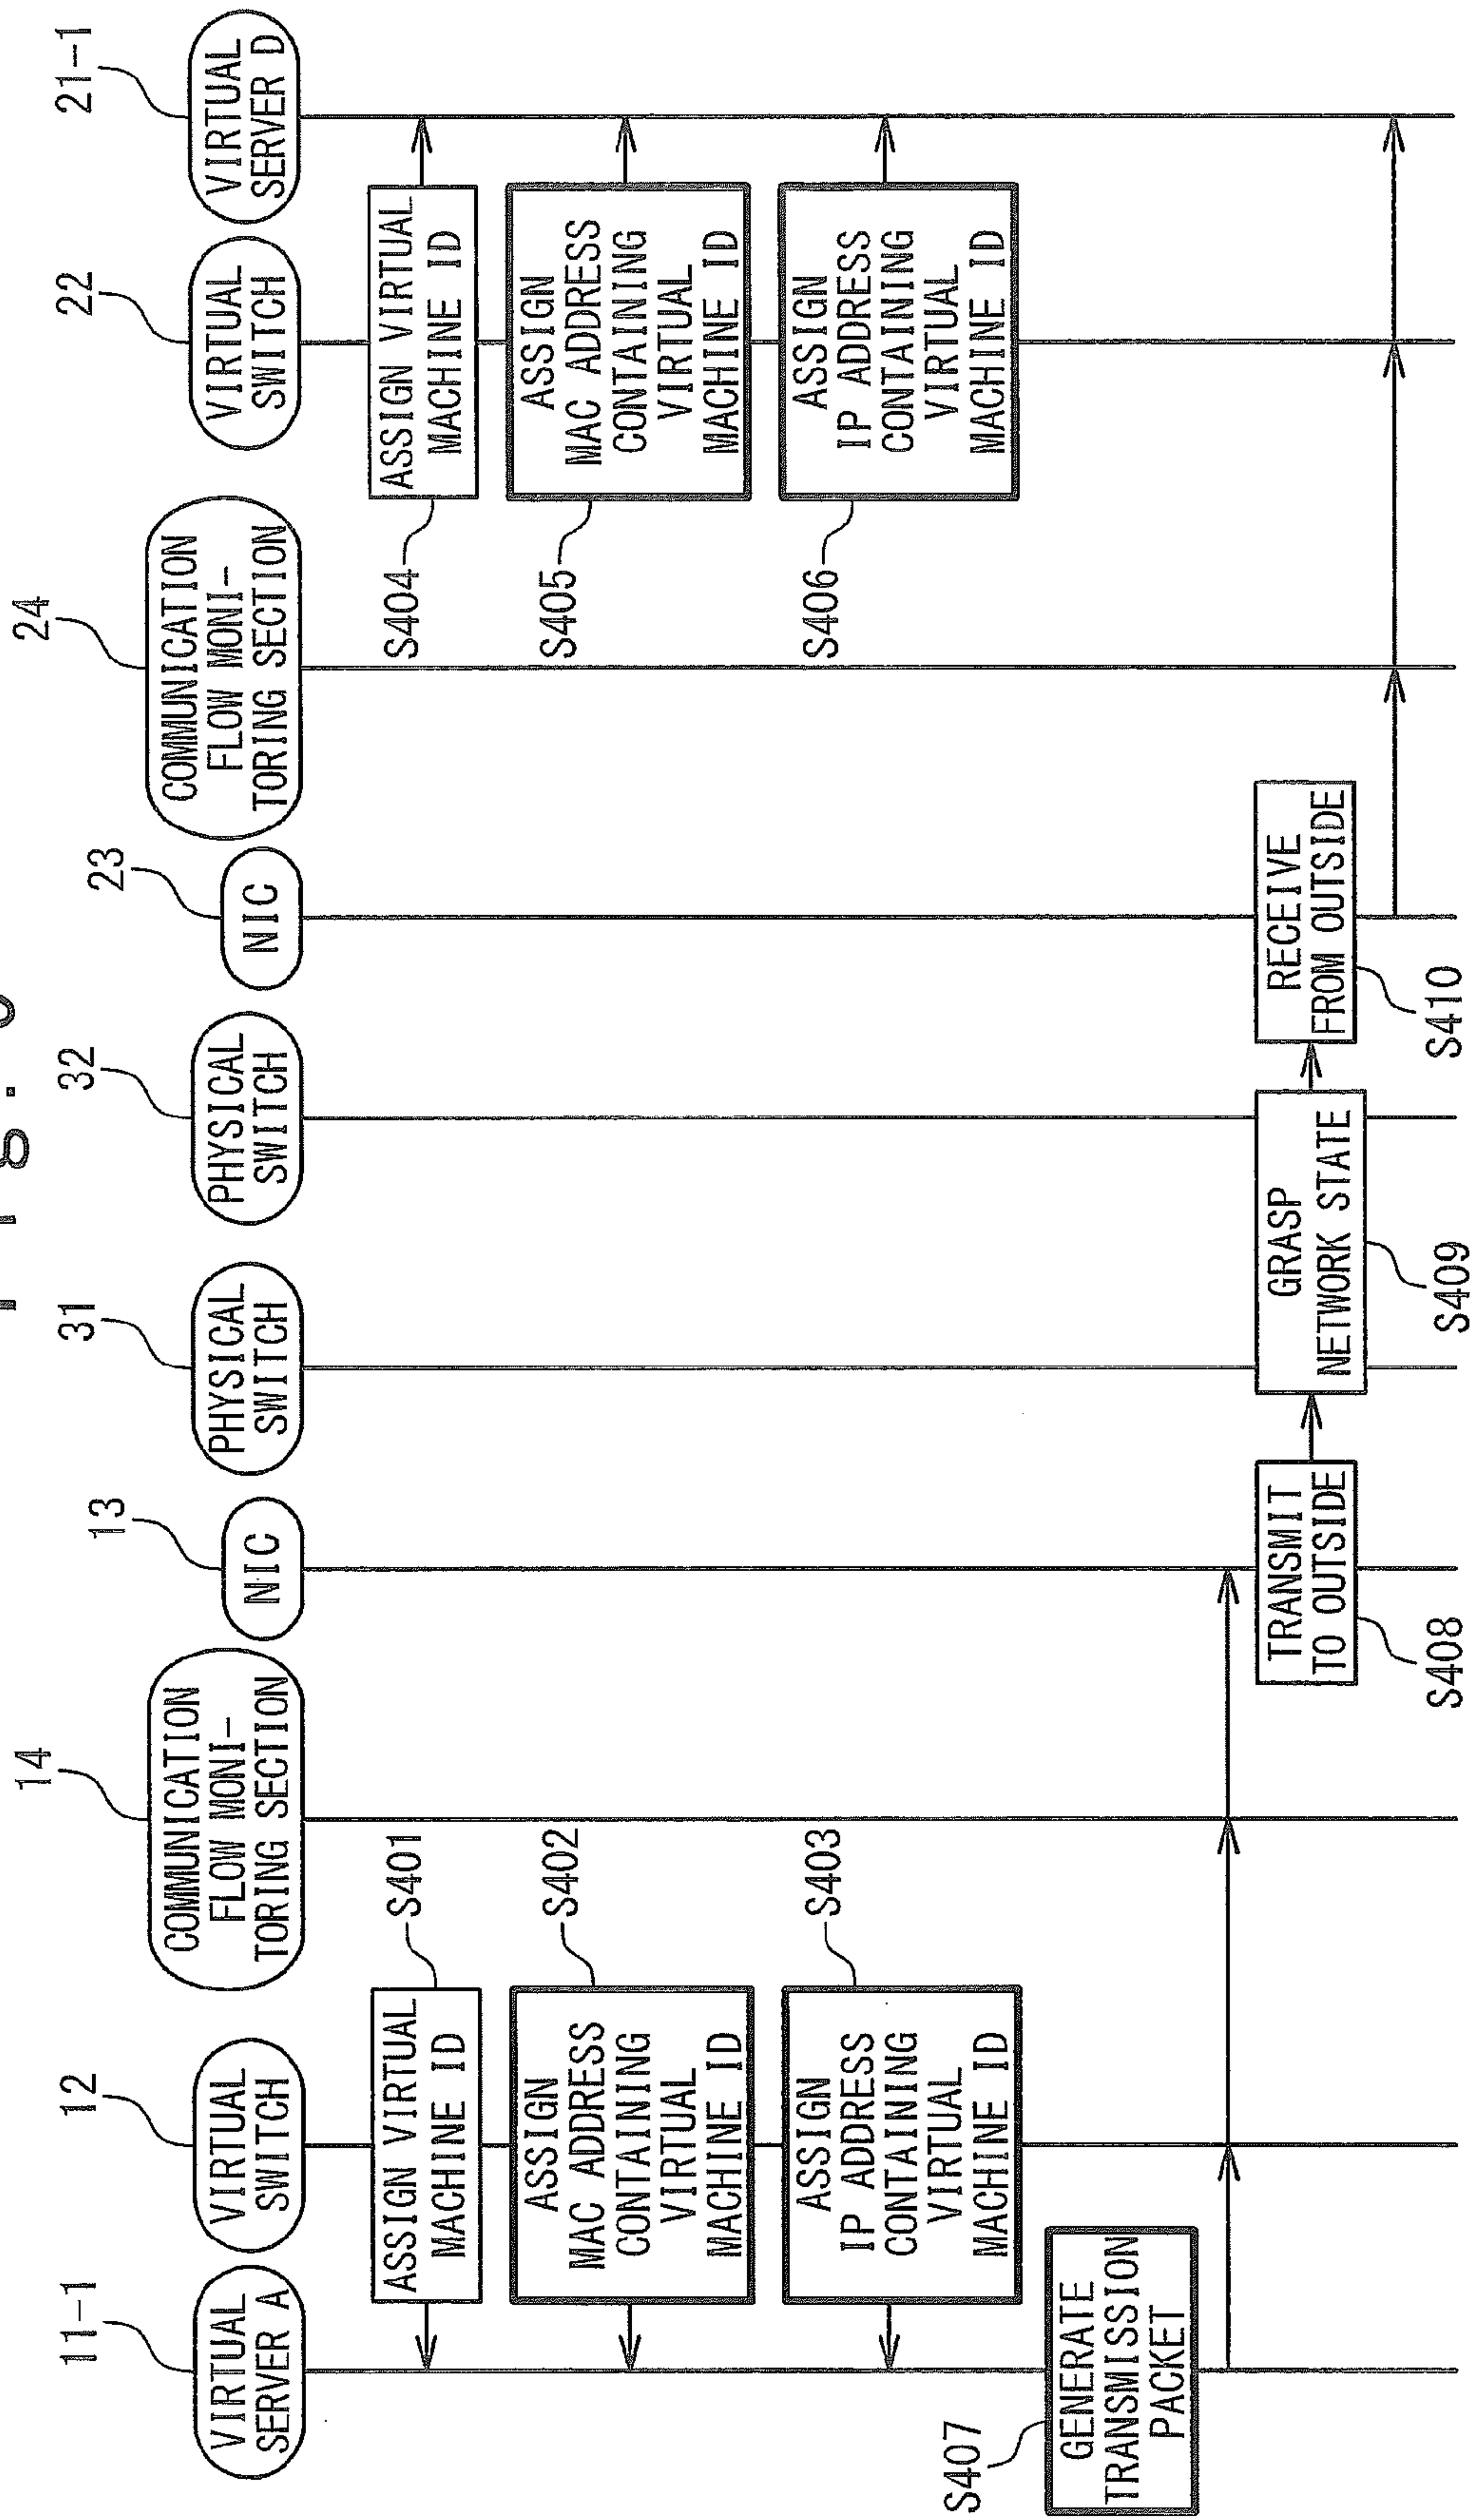 11-1
VIRTUAL
SERVER A
12
VIRTUAL
SWITCH
14
COMMUNICATION
FLOW MONI-
TORING SECTION
13
NIC
31
PHYSICAL
SWITCH
32
PHYSICAL
SWITCH
23
NIC
24
COMMUNICATION
FLOW MONI-
TORING SECTION
22
VIRTUAL
SWITCH
21-1
VIRTUAL
SERVER D
ASSIGN VIRTUAL
MACHINE ID
S401
ASSIGN
MAC ADDRESS
CONTAINING
VIRTUAL
MACHINE ID
S402
ASSIGN
IP ADDRESS
CONTAINING
VIRTUAL
MACHINE ID
S403
S404
ASSIGN VIRTUAL
MACHINE ID
S405
ASSIGN
MAC ADDRESS
CONTAINING
VIRTUAL
MACHINE ID
S406
ASSIGN
IP ADDRESS
CONTAINING
VIRTUAL
MACHINE ID
S407
GENERATE
TRANSMISSION
PACKET
TRANSMIT
TO OUTSIDE
S408
GRASP
NETWORK STATE
S409
RECEIVE
FROM OUTSIDE
S410